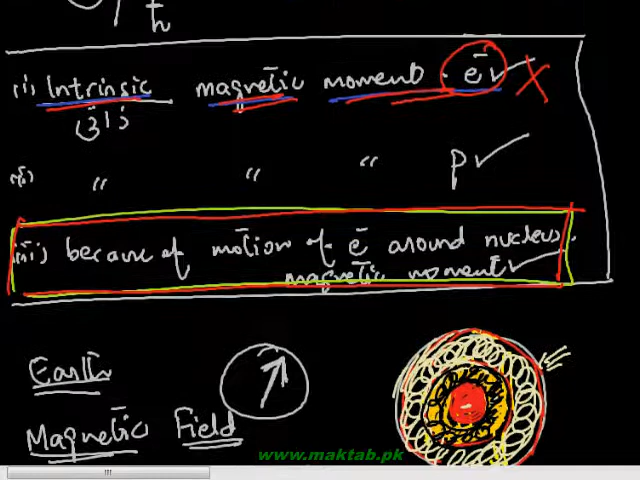 (i) Intrinsic magnetic moment - ē ✓ X
ذاتی
(ii) " " " p ✓
(iii) because of motion of ē around nucleus
magnetic moment ✓
Earth
Magnetic Field
www.maktab.pk